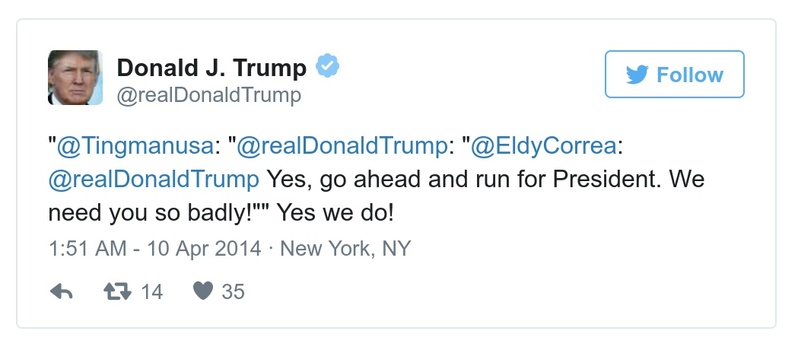 Donald J. Trump
@realDonaldTrump
Follow
"@Tingmanusa: "@realDonaldTrump: "@EldyCorrea:
@realDonaldTrump Yes, go ahead and run for President. We
need you so badly!"" Yes we do!
1:51 AM - 10 Apr 2014 · New York, NY
14 35